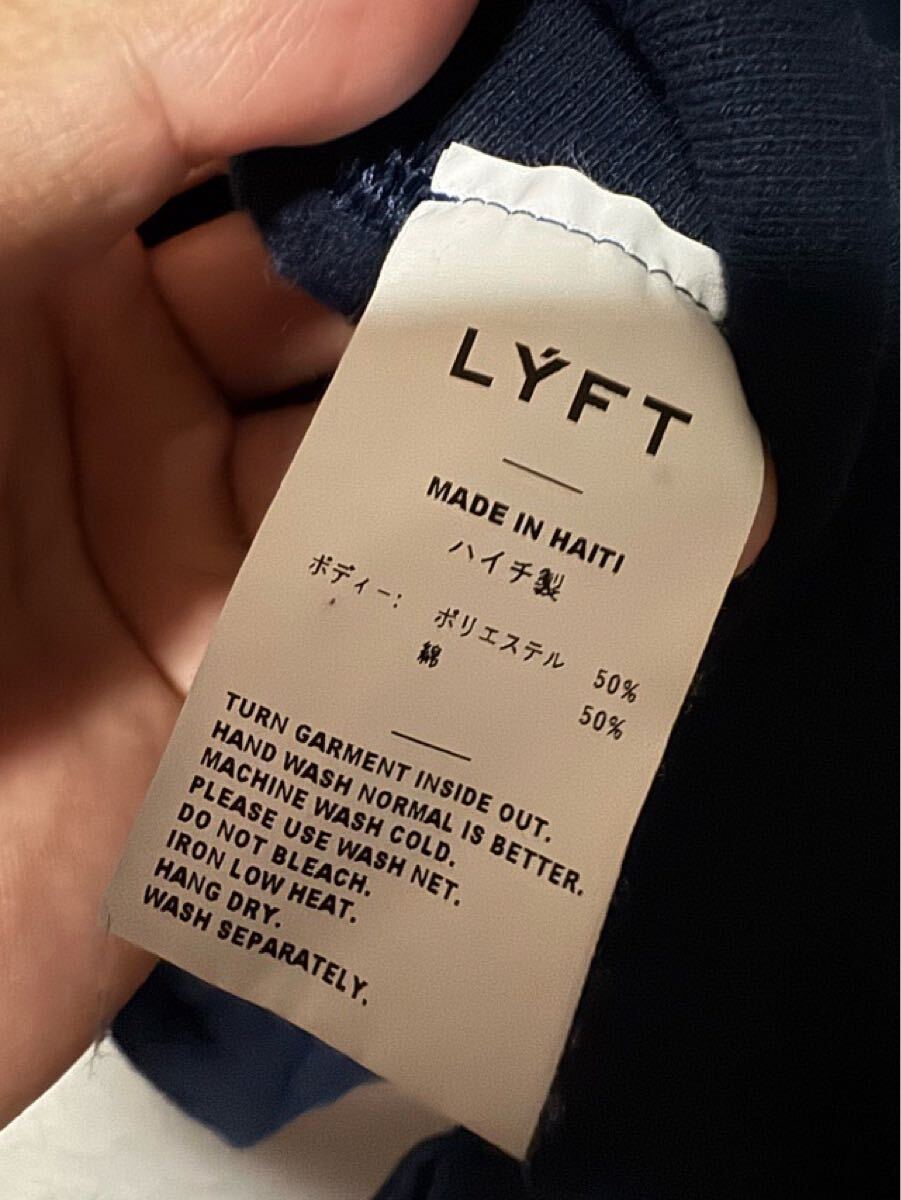 LÝFT
MADE IN HAITI
ハイチ製
ボディー: ポリエステル 50%
綿 50%
TURN GARMENT INSIDE OUT.
HAND WASH NORMAL IS BETTER.
MACHINE WASH COLD.
PLEASE USE WASH NET.
DO NOT BLEACH.
IRON LOW HEAT.
HANG DRY.
WASH SEPARATELY.